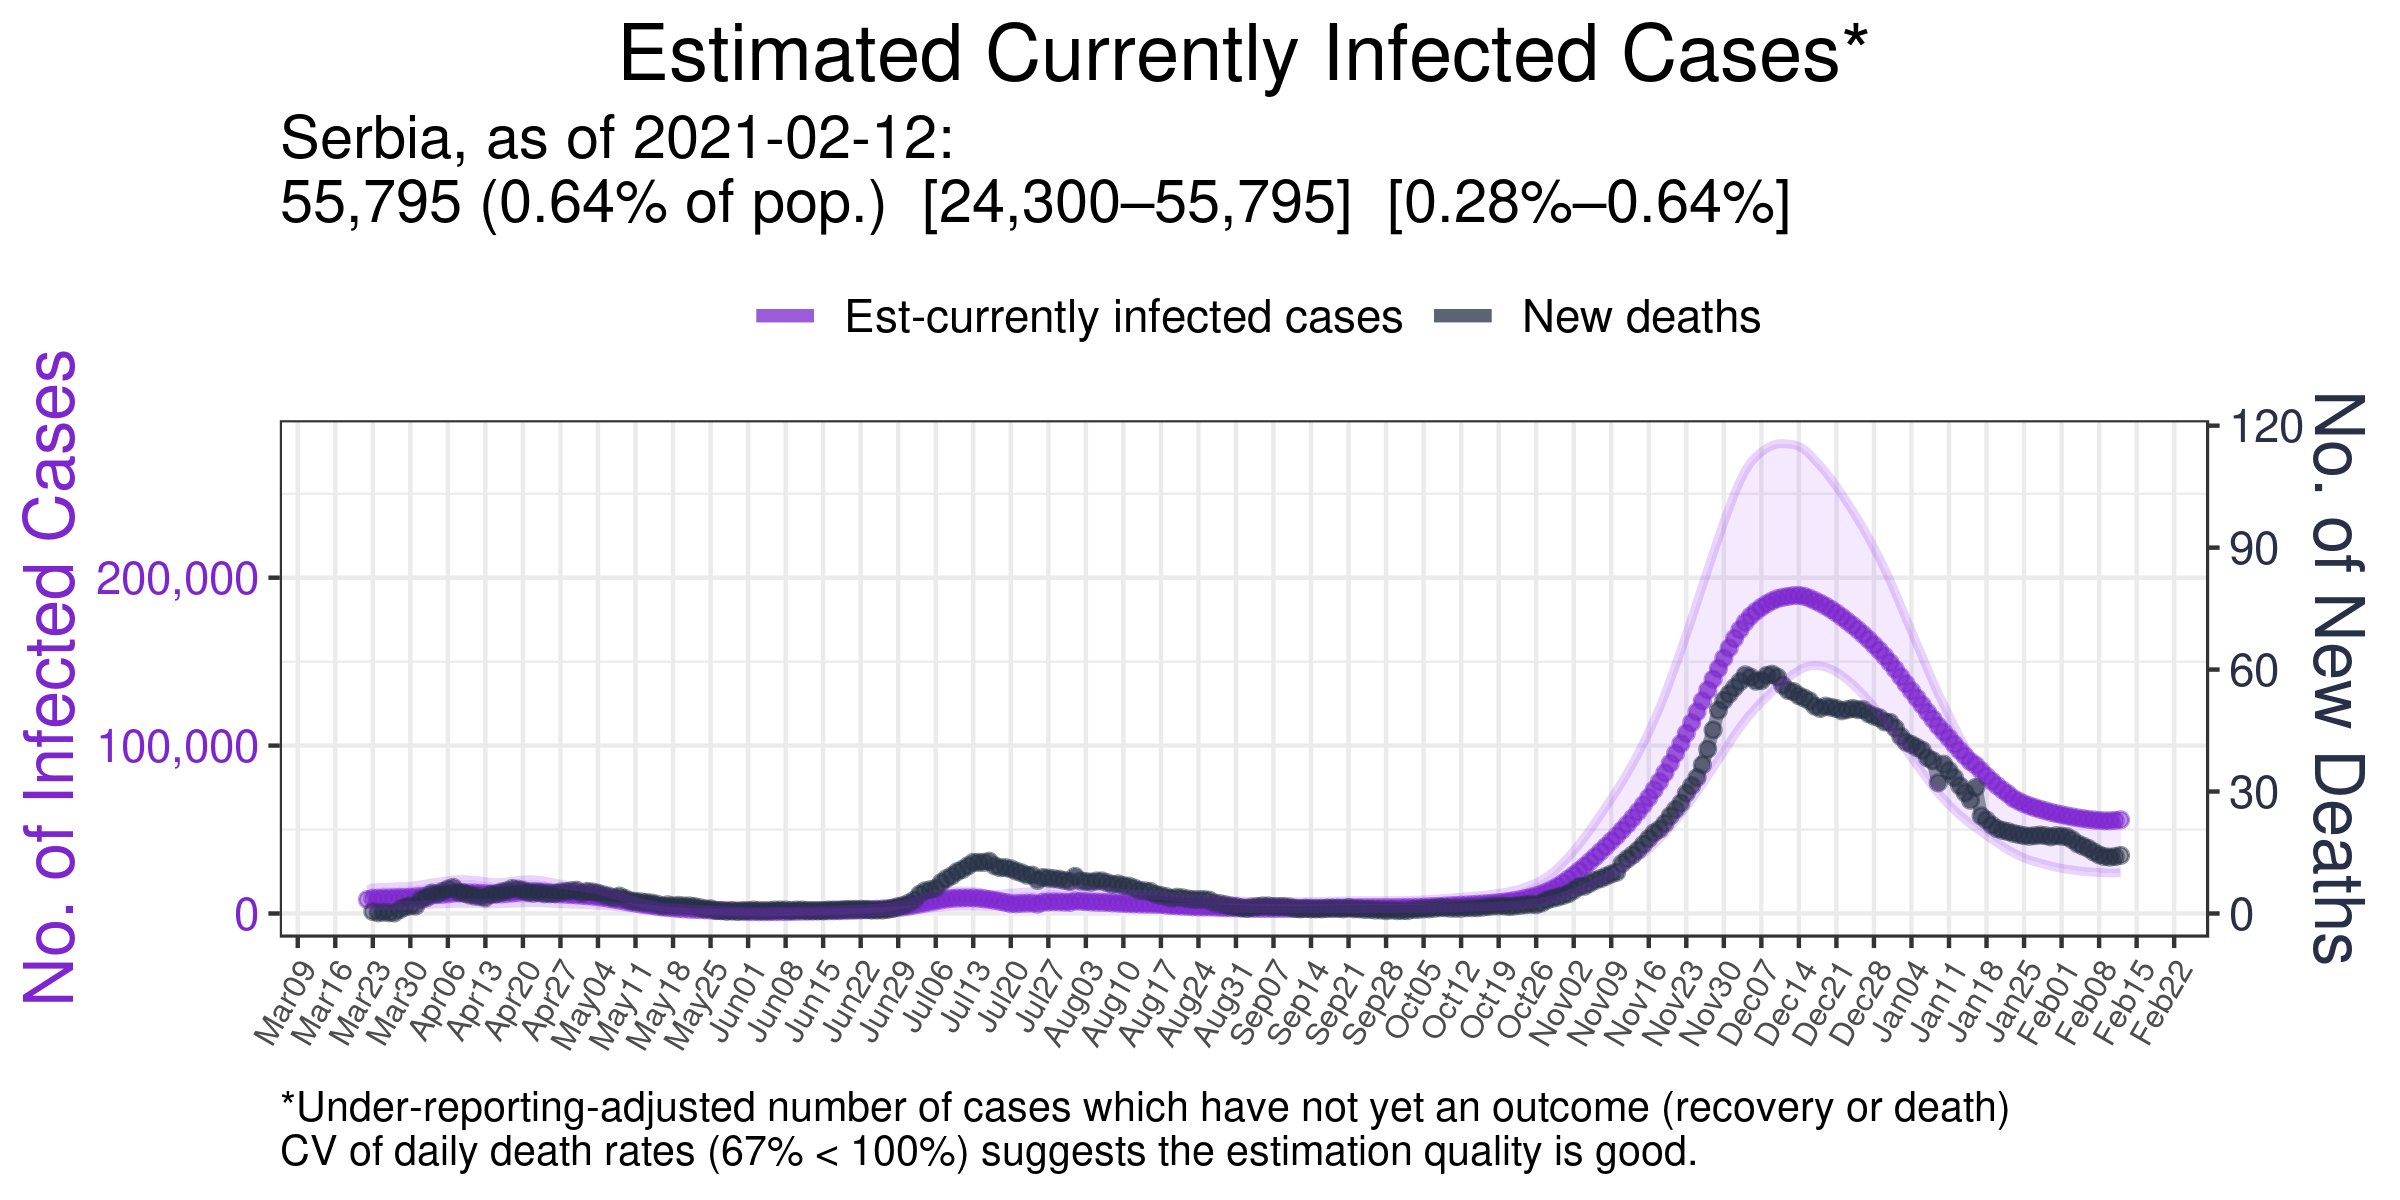 Estimated Currently Infected Cases*
Serbia, as of 2021-02-12:
55,795 (0.64% of pop.)  [24,300–55,795]  [0.28%–0.64%]
Est-currently infected cases
New deaths
No. of Infected Cases
200,000
100,000
0
120
90
60
30
0
No. of New Deaths
Mar09
Mar16
Mar23
Mar30
Apr06
Apr13
Apr20
Apr27
May04
May11
May18
May25
Jun01
Jun08
Jun15
Jun22
Jun29
Jul06
Jul13
Jul20
Jul27
Aug03
Aug10
Aug17
Aug24
Aug31
Sep07
Sep14
Sep21
Sep28
Oct05
Oct12
Oct19
Oct26
Nov02
Nov09
Nov16
Nov23
Nov30
Dec07
Dec14
Dec21
Dec28
Jan04
Jan11
Jan18
Jan25
Feb01
Feb08
Feb15
Feb22
*Under-reporting-adjusted number of cases which have not yet an outcome (recovery or death)
CV of daily death rates (67% < 100%) suggests the estimation quality is good.